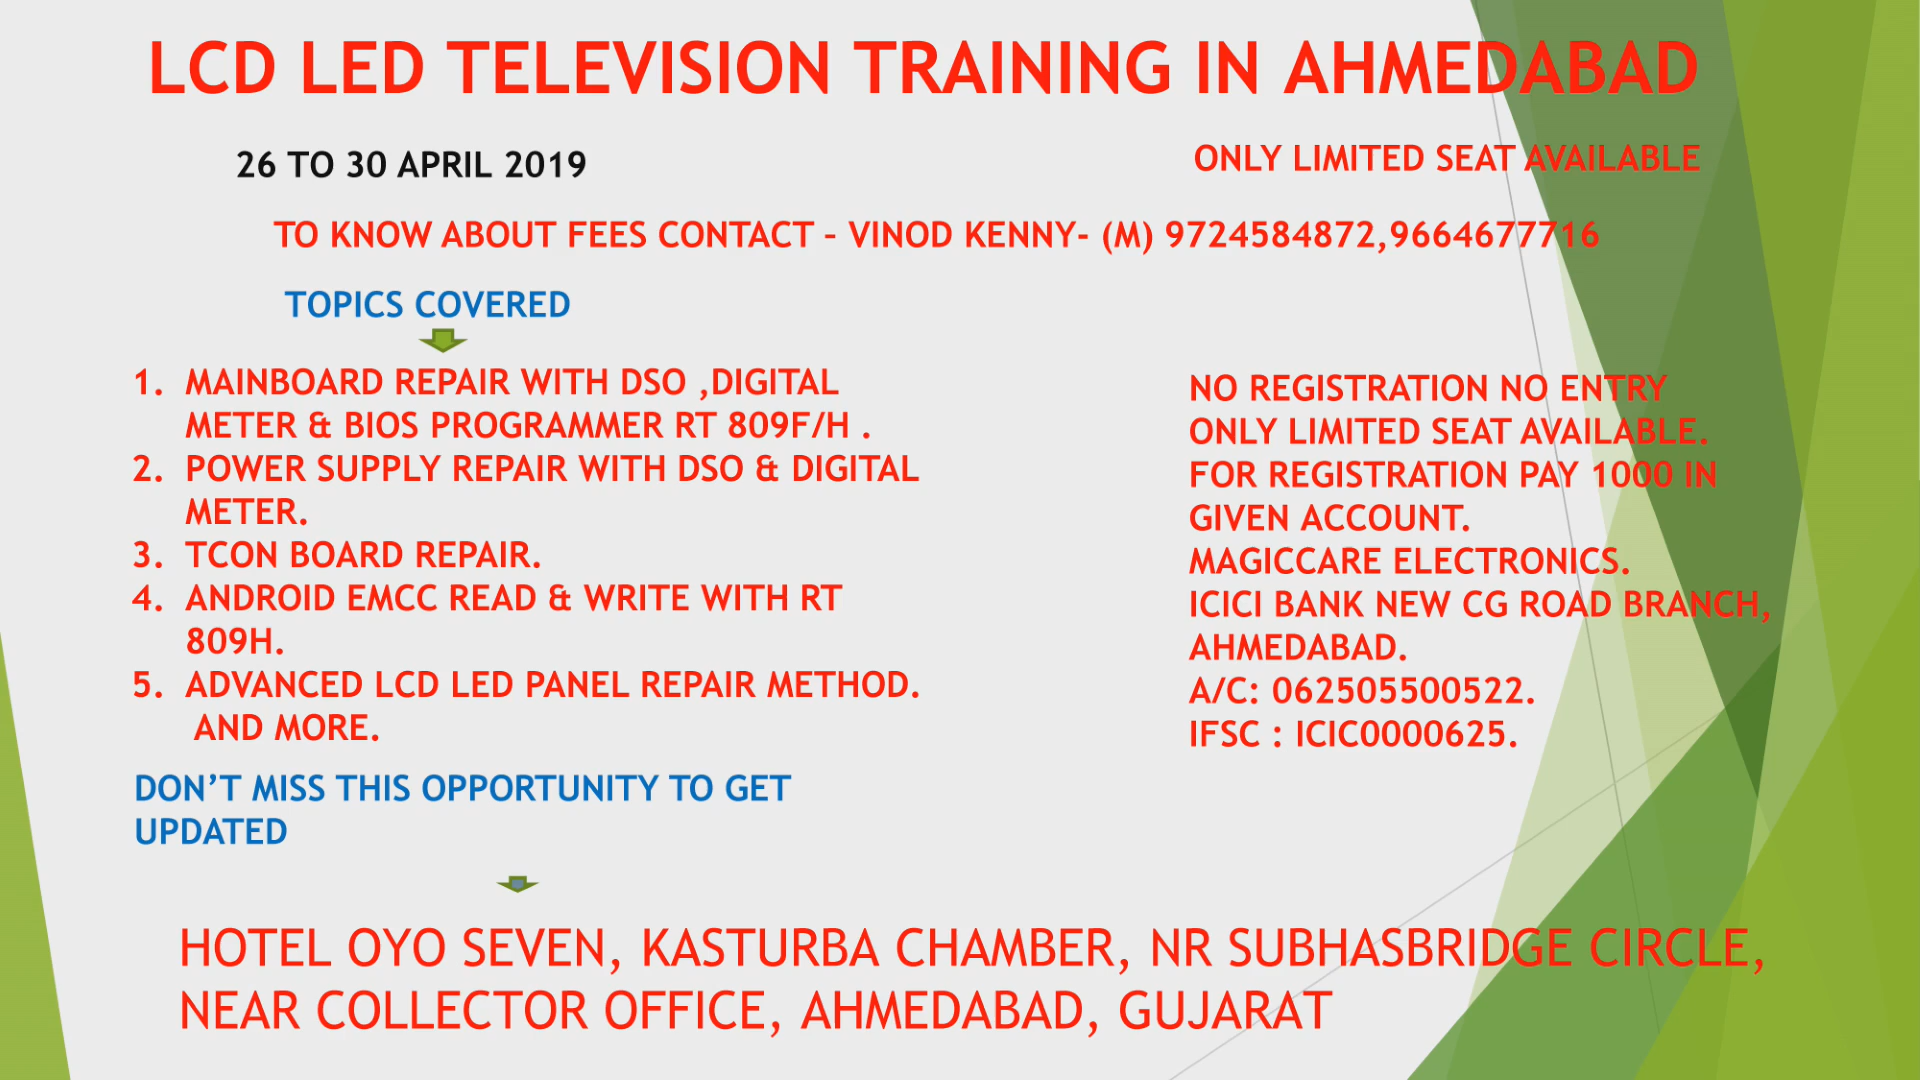 LCD LED TELEVISION TRAINING IN AHMEDABAD
26 TO 30 APRIL 2019
ONLY LIMITED SEAT AVAILABLE
TO KNOW ABOUT FEES CONTACT – VINOD KENNY- (M) 9724584872,9664677716
TOPICS COVERED
1. MAINBOARD REPAIR WITH DSO ,DIGITAL
METER & BIOS PROGRAMMER RT 809F/H .
2. POWER SUPPLY REPAIR WITH DSO & DIGITAL
METER.
3. TCON BOARD REPAIR.
4. ANDROID EMCC READ & WRITE WITH RT
809H.
5. ADVANCED LCD LED PANEL REPAIR METHOD.
AND MORE.
DON’T MISS THIS OPPORTUNITY TO GET
UPDATED
NO REGISTRATION NO ENTRY
ONLY LIMITED SEAT AVAILABLE.
FOR REGISTRATION PAY 1000 IN
GIVEN ACCOUNT.
MAGICCARE ELECTRONICS.
ICICI BANK NEW CG ROAD BRANCH,
AHMEDABAD.
A/C: 062505500522.
IFSC : ICIC0000625.
HOTEL OYO SEVEN, KASTURBA CHAMBER, NR SUBHASBRIDGE CIRCLE,
NEAR COLLECTOR OFFICE, AHMEDABAD, GUJARAT